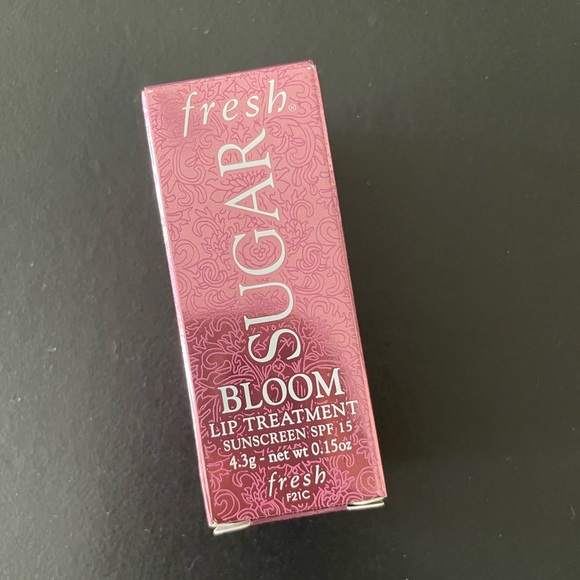 fresh®
SUGAR
BLOOM
LIP TREATMENT
SUNSCREEN SPF 15
4.3g - net wt 0.15oz
fresh
F21C